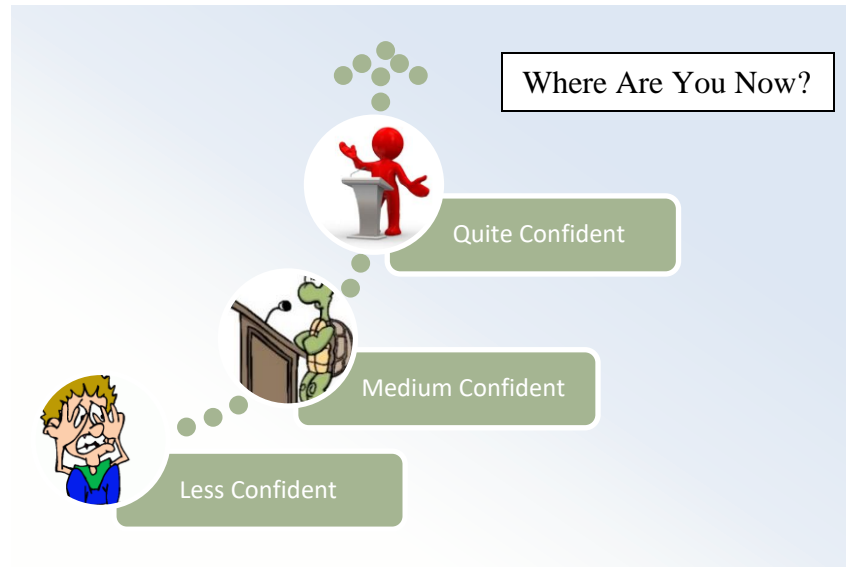 Where Are You Now?
Quite Confident
Medium Confident
Less Confident